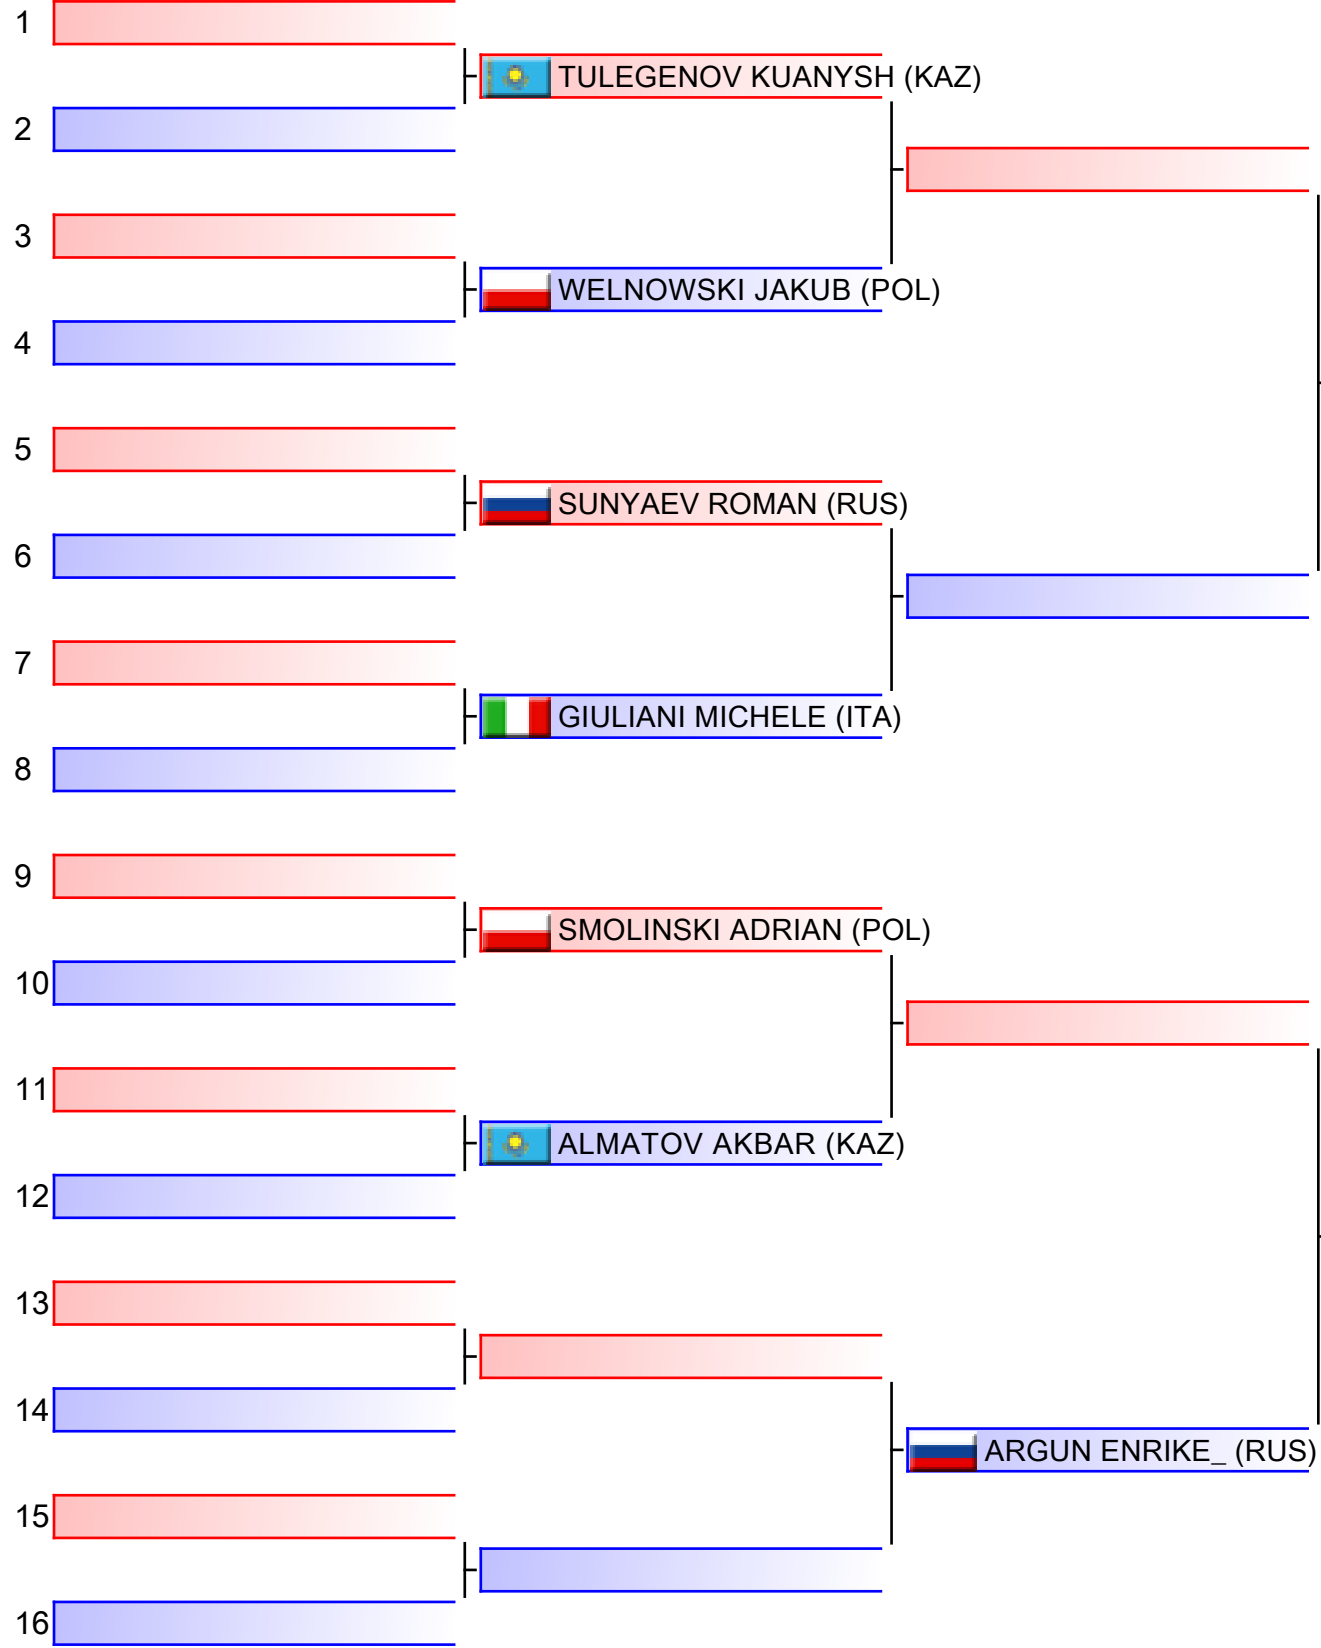 1
TULEGENOV KUANYSH (KAZ)
2
3
WELNOWSKI JAKUB (POL)
4
5
SUNYAEV ROMAN (RUS)
6
7
GIULIANI MICHELE (ITA)
8
9
SMOLINSKI ADRIAN (POL)
10
11
ALMATOV AKBAR (KAZ)
12
13
14
ARGUN ENRIKE_ (RUS)
15
16